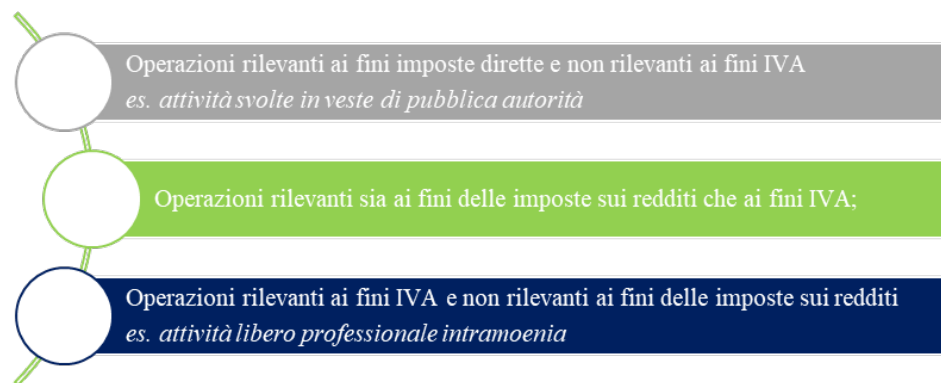 Operazioni rilevanti ai fini imposte dirette e non rilevanti ai fini IVA
es. attività svolte in veste di pubblica autorità
Operazioni rilevanti sia ai fini delle imposte sui redditi che ai fini IVA;
Operazioni rilevanti ai fini IVA e non rilevanti ai fini delle imposte sui redditi
es. attività libero professionale intramoenia